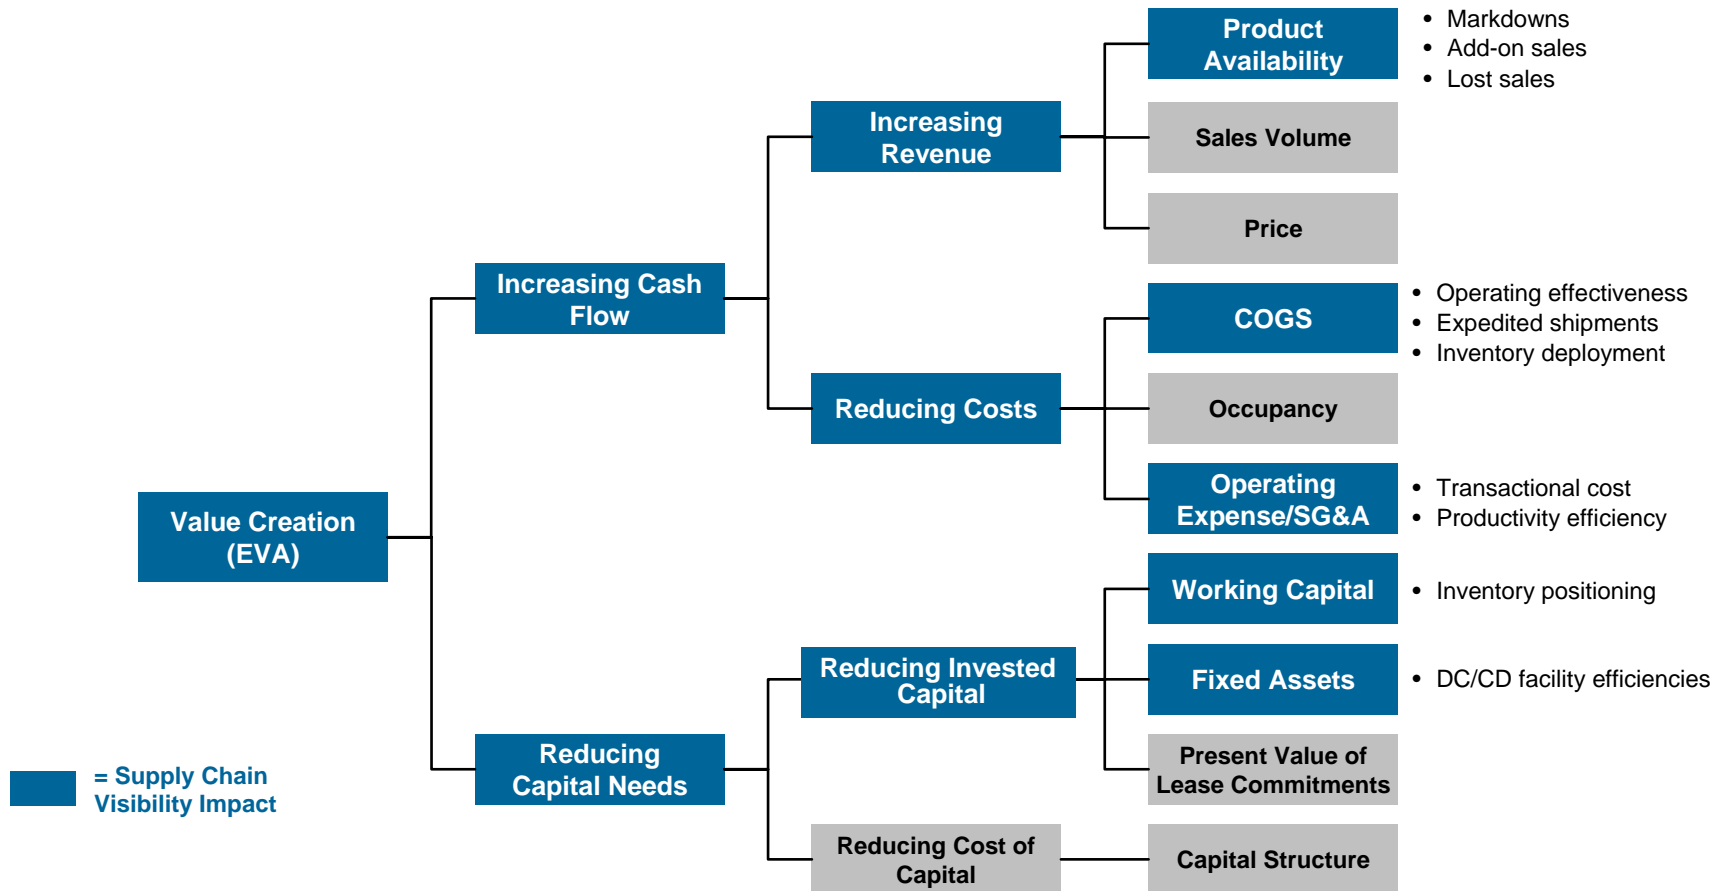 Product
Availability
• Markdowns
• Add-on sales
• Lost sales
Increasing
Revenue
Sales Volume
Price
Increasing Cash
Flow
COGS
• Operating effectiveness
• Expedited shipments
• Inventory deployment
Reducing Costs
Occupancy
Operating
Expense/SG&A
• Transactional cost
• Productivity efficiency
Value Creation
(EVA)
Working Capital
• Inventory positioning
Reducing Invested
Capital
Fixed Assets
• DC/CD facility efficiencies
Reducing
Capital Needs
Present Value of
Lease Commitments
= Supply Chain
Visibility Impact
Reducing Cost of
Capital
Capital Structure